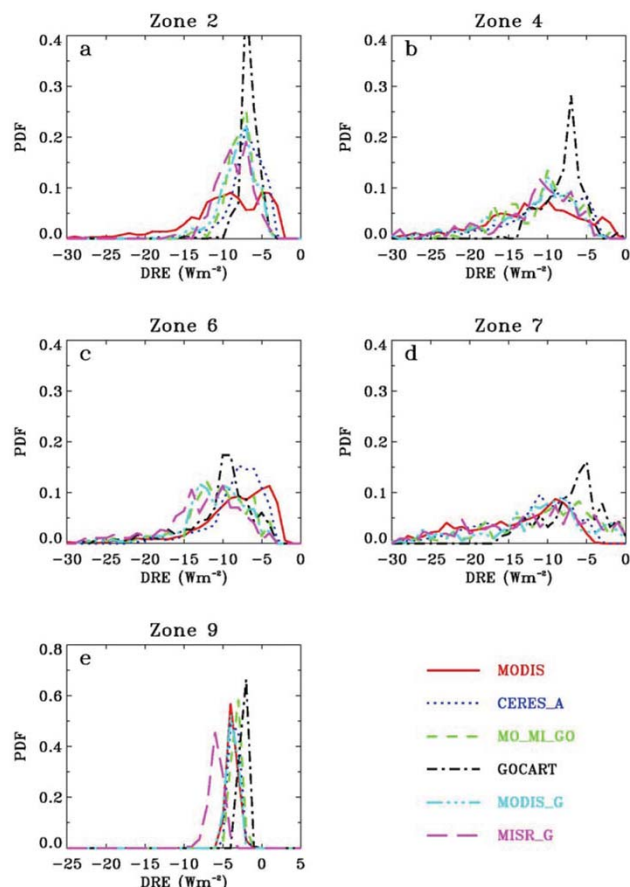 Zone 2
Zone 4
a
b
0.4
0.3
0.2
0.1
0.0
PDF
-30 -25 -20 -15 -10 -5 0
DRE (Wm⁻²)
0.4
0.3
0.2
0.1
0.0
PDF
-30 -25 -20 -15 -10 -5 0
DRE (Wm⁻²)
Zone 6
Zone 7
c
d
0.4
0.3
0.2
0.1
0.0
PDF
-30 -25 -20 -15 -10 -5 0
DRE (Wm⁻²)
0.4
0.3
0.2
0.1
0.0
PDF
-30 -25 -20 -15 -10 -5 0
DRE (Wm⁻²)
Zone 9
e
0.8
0.6
0.4
0.2
0.0
PDF
-25 -20 -15 -10 -5 0 5
DRE (Wm⁻²)
MODIS
CERES_A
MO_MI_GO
GOCART
MODIS_G
MISR_G